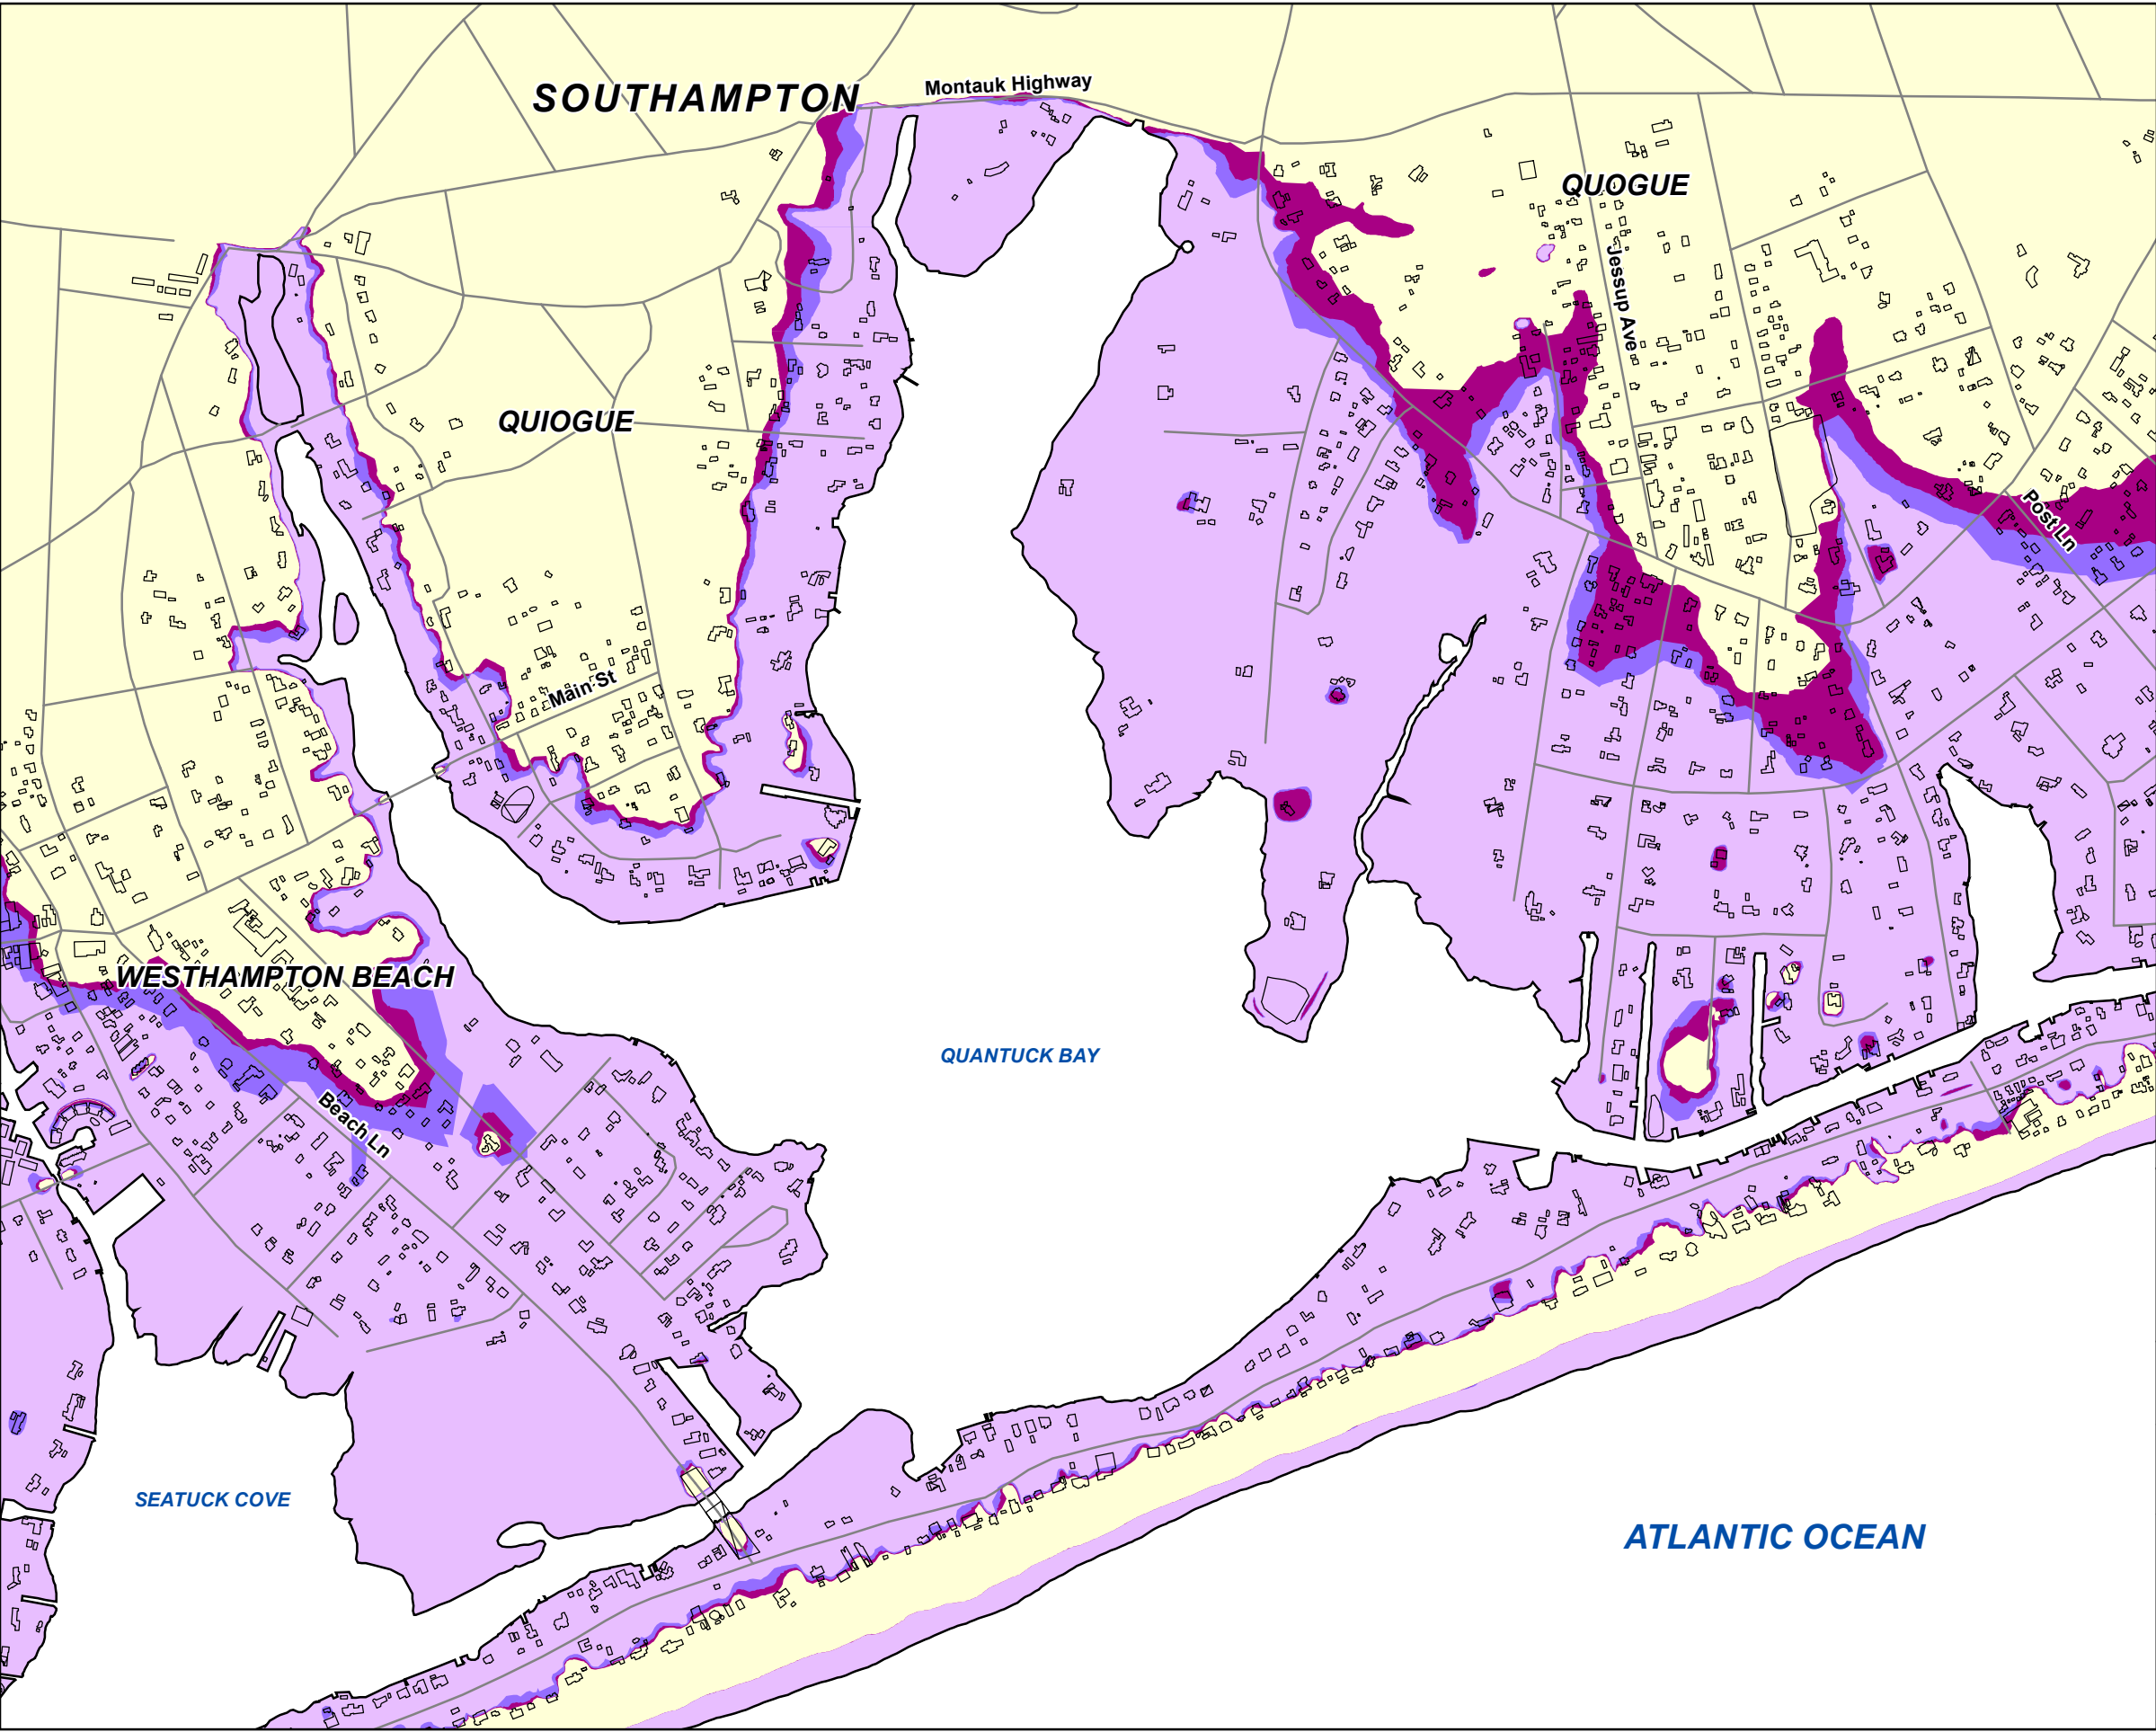 Montauk Highway
SOUTHAMPTON
QUOGUE
Jessup Ave
QUIOGUE
Post Ln
Main St
WESTHAMPTON BEACH
QUANTUCK BAY
Beach Ln
SEATUCK COVE
ATLANTIC OCEAN